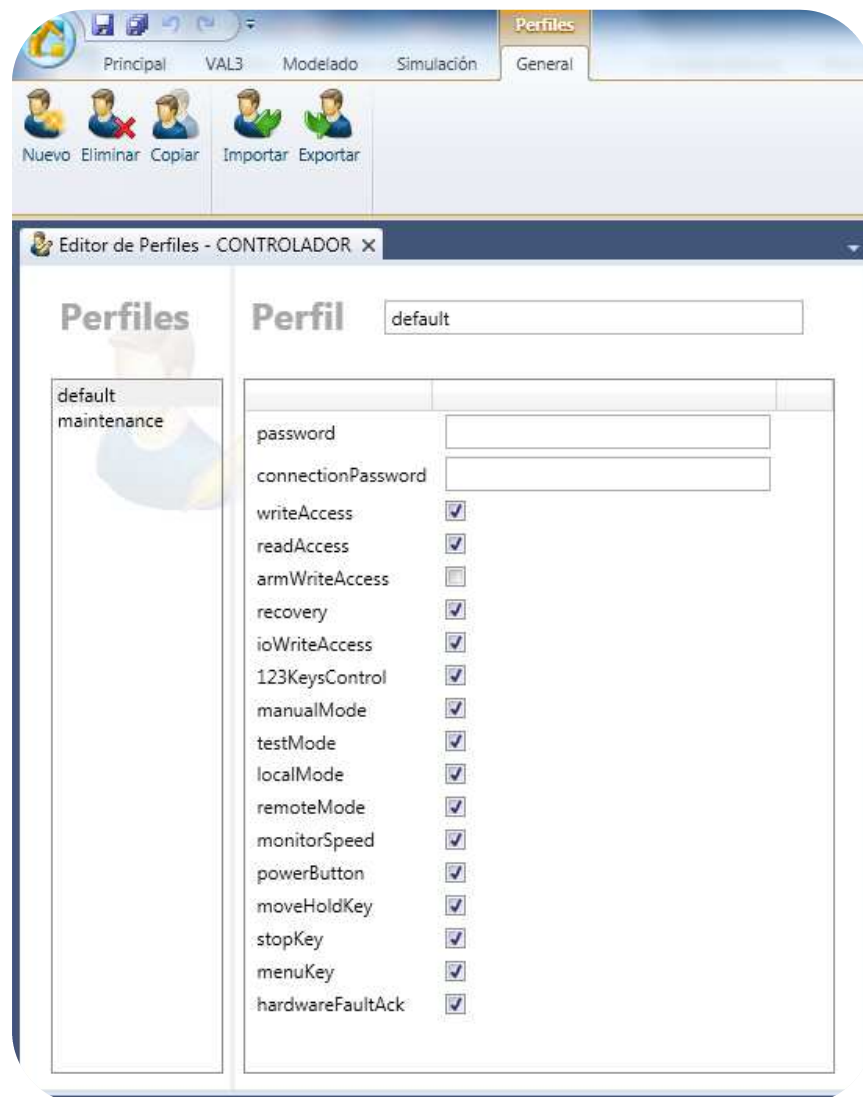 Perfiles
Principal VAL3 Modelado Simulación General
Nuevo Eliminar Copiar Importar Exportar
Editor de Perfiles - CONTROLADOR
Perfiles
Perfil default
default
maintenance
password
connectionPassword
writeAccess
readAccess
armWriteAccess
recovery
ioWriteAccess
123KeysControl
manualMode
testMode
localMode
remoteMode
monitorSpeed
powerButton
moveHoldKey
stopKey
menuKey
hardwareFaultAck